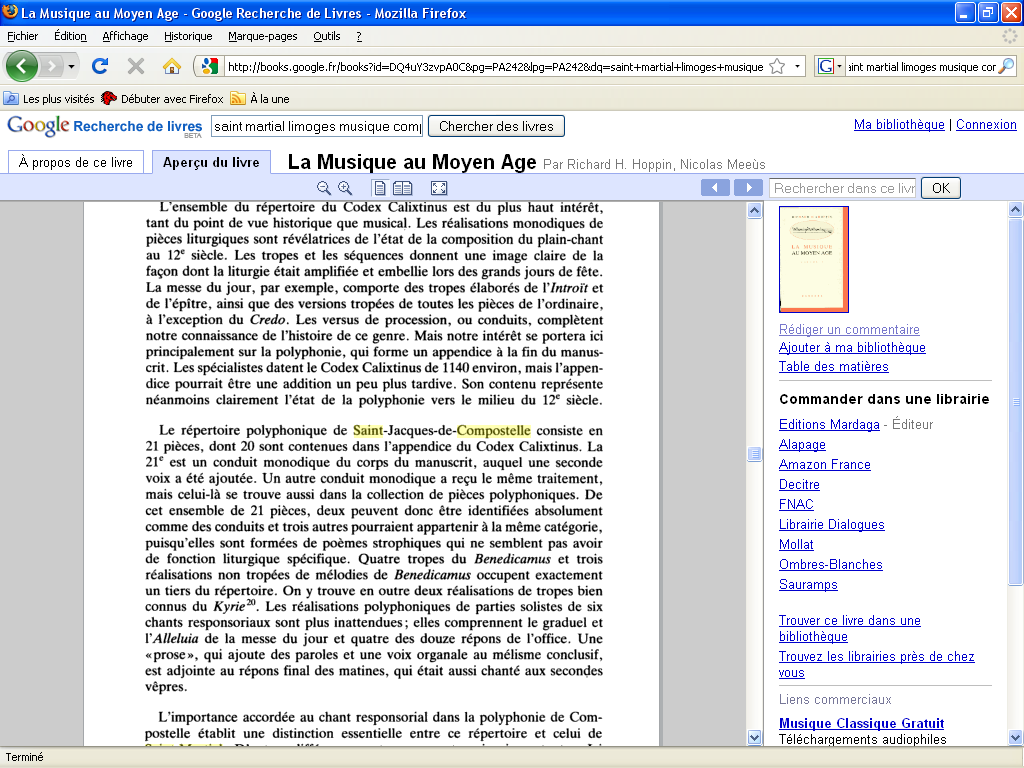 La Musique au Moyen Age - Google Recherche de Livres - Mozilla Firefox
Fichier Édition Affichage Historique Marque-pages Outils ?
http://books.google.fr/books?id=DQ4uY3zvpA0C&pg=PA242&lpg=PA242&dq=saint+martial+limoges+musique
G int martial limoges musique cor
Les plus visités Débuter avec Firefox À la une
Google Recherche de livres BETA
saint martial limoges musique comp
Chercher des livres
Ma bibliothèque | Connexion
À propos de ce livre
Aperçu du livre
La Musique au Moyen Age Par Richard H. Hoppin, Nicolas Meeùs
Rechercher dans ce livr
OK
L'ensemble du répertoire du Codex Calixtinus est du plus haut intérêt,
tant du point de vue historique que musical. Les réalisations monodiques de
pièces liturgiques sont révélatrices de l'état de la composition du plain-chant
au 12e siècle. Les tropes et les séquences donnent une image claire de la
façon dont la liturgie était amplifiée et embellie lors des grands jours de fête.
La messe du jour, par exemple, comporte des tropes élaborés de l'Introït et
de l'épître, ainsi que des versions tropées de toutes les pièces de l'ordinaire,
à l'exception du Credo. Les versus de procession, ou conduits, complètent
notre connaissance de l'histoire de ce genre. Mais notre intérêt se portera ici
principalement sur la polyphonie, qui forme un appendice à la fin du manus-
crit. Les spécialistes datent le Codex Calixtinus de 1140 environ, mais l'appen-
dice pourrait être une addition un peu plus tardive. Son contenu représente
néanmoins clairement l'état de la polyphonie vers le milieu du 12e siècle.
Le répertoire polyphonique de Saint-Jacques-de-Compostelle consiste en
21 pièces, dont 20 sont contenues dans l'appendice du Codex Calixtinus. La
21e est un conduit monodique du corps du manuscrit, auquel une seconde
voix a été ajoutée. Un autre conduit monodique a reçu le même traitement,
mais celui-là se trouve aussi dans la collection de pièces polyphoniques. De
cet ensemble de 21 pièces, deux peuvent donc être identifiées absolument
comme des conduits et trois autres pourraient appartenir à la même catégorie,
puisqu'elles sont formées de poèmes strophiques qui ne semblent pas avoir
de fonction liturgique spécifique. Quatre tropes du Benedicamus et trois
réalisations non tropées de mélodies de Benedicamus occupent exactement
un tiers du répertoire. On y trouve en outre deux réalisations de tropes bien
connus du Kyrie20. Les réalisations polyphoniques de parties solistes de six
chants responsoriaux sont plus inattendues; elles comprennent le graduel et
l'Alleluia de la messe du jour et quatre des douze répons de l'office. Une
«prose», qui ajoute des paroles et une voix organale au mélisme conclusif,
est adjointe au répons final des matines, qui était aussi chanté aux secondes
vêpres.
L'importance accordée au chant responsorial dans la polyphonie de Com-
postelle établit une distinction essentielle entre ce répertoire et celui de
LA MUSIQUE
AU MOYEN AGE
Rédiger un commentaire
Ajouter à ma bibliothèque
Table des matières
Commander dans une librairie
Editions Mardaga - Éditeur
Alapage
Amazon France
Decitre
FNAC
Librairie Dialogues
Mollat
Ombres-Blanches
Sauramps
Trouver ce livre dans une
bibliothèque
Trouvez les librairies près de chez
vous
Liens commerciaux
Musique Classique Gratuit
Téléchargements audiophiles
Terminé